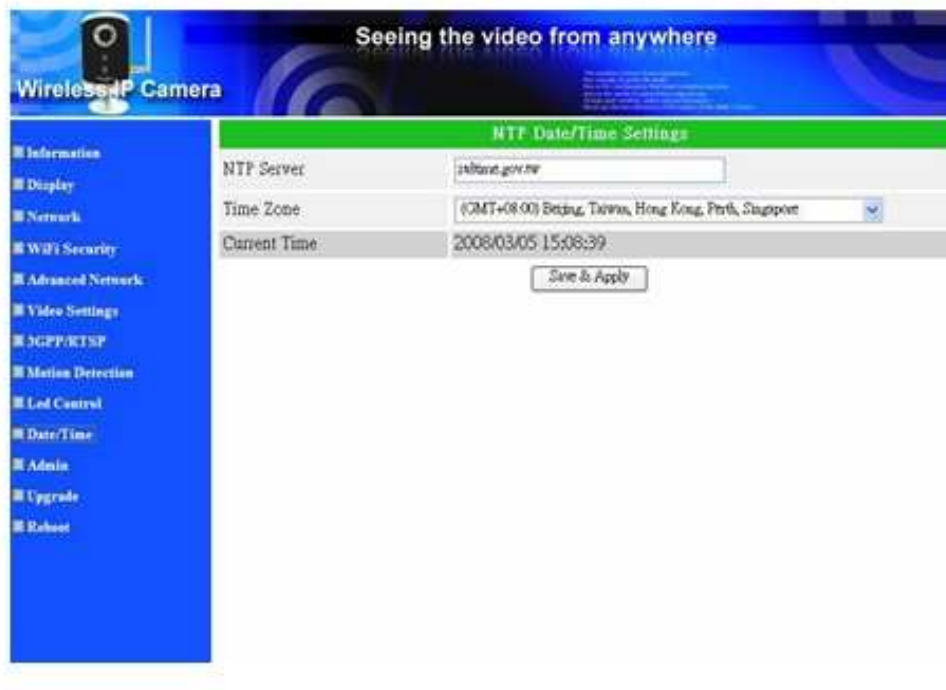 Seeing the video from anywhere
Wireless IP Camera
NTP Date/Time Settings
Information
Display
Network
WiFi Security
Advanced Network
Video Settings
3GPP/RTSP
Motion Detection
Led Control
Date/Time
Admin
Upgrade
Reboot
NTP Server
Time Zone (GMT+08:00) Beijing, Taiwan, Hong Kong, Perth, Singapore
Current Time 2008/03/05 15:08:39
Save & Apply